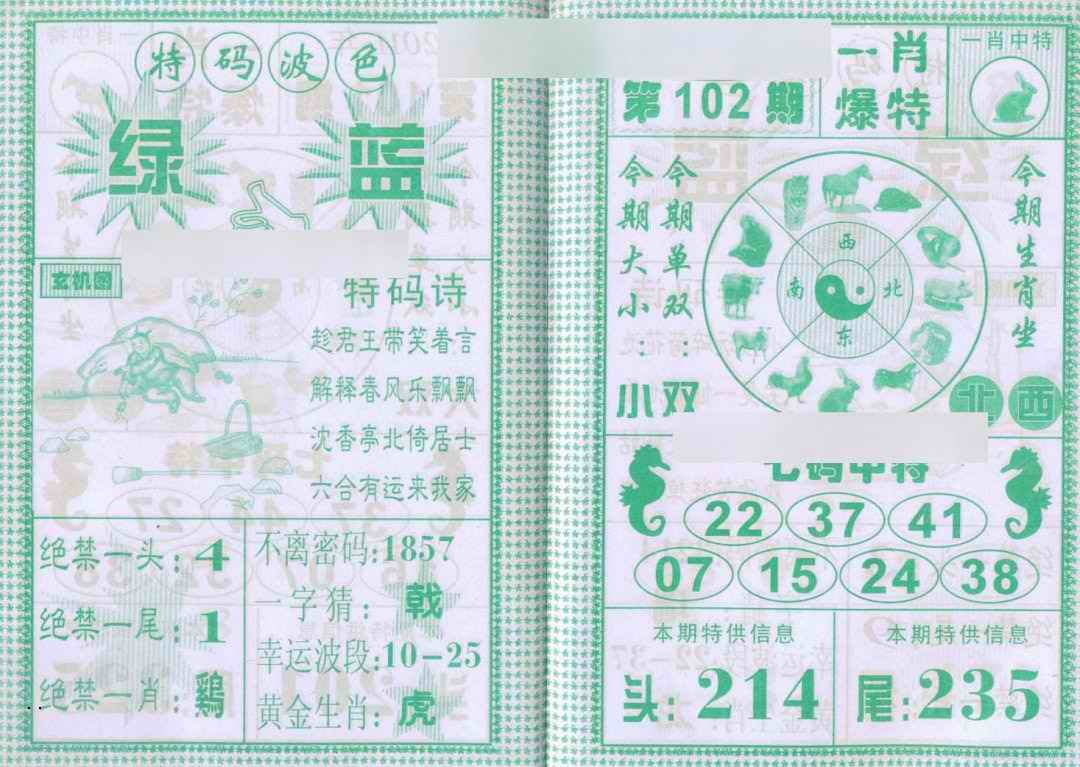 特码波色
绿 蓝
玄机图
特码诗
趁君王带笑着言
解释春风乐飘飘
沈香亭北倚居士
六合有运来我家
绝禁一头:4
绝禁一尾:1
绝禁一肖:鷄
不离密码:1857
一字猜:戟
幸运波段:10-25
黄金生肖:虎
第102期
一肖
爆特
一肖中特
今期大小:小
今期单双:双
西
南 北
东
今期生肖坐
北 西
七码中特
22 37 41
07 15 24 38
本期特供信息
头:214
本期特供信息
尾:235